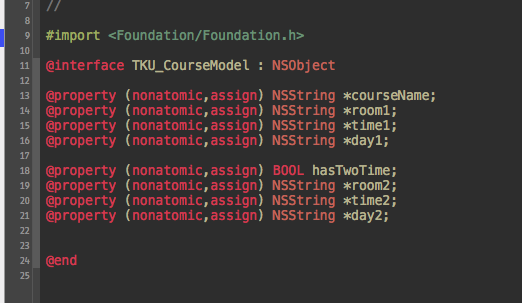 7 //
8
9 #import <Foundation/Foundation.h>
10
11 @interface TKU_CourseModel : NSObject
12
13 @property (nonatomic,assign) NSString *courseName;
14 @property (nonatomic,assign) NSString *room1;
15 @property (nonatomic,assign) NSString *time1;
16 @property (nonatomic,assign) NSString *day1;
17
18 @property (nonatomic,assign) BOOL hasTwoTime;
19 @property (nonatomic,assign) NSString *room2;
20 @property (nonatomic,assign) NSString *time2;
21 @property (nonatomic,assign) NSString *day2;
22
23
24 @end
25